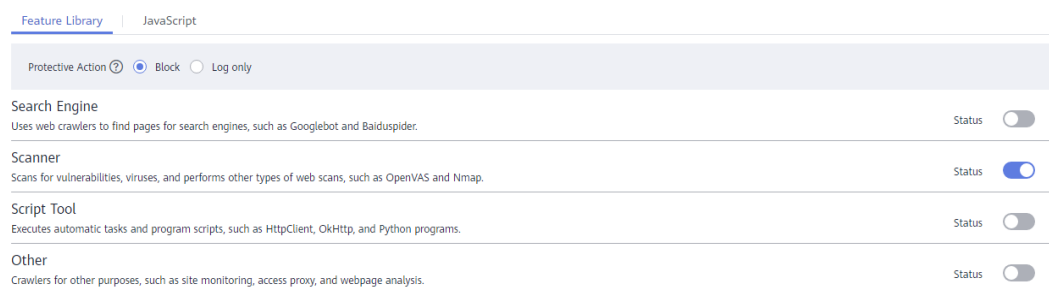 Feature Library JavaScript
Protective Action ? Block Log only
Search Engine
Uses web crawlers to find pages for search engines, such as Googlebot and Baiduspider.
Status
Scanner
Scans for vulnerabilities, viruses, and performs other types of web scans, such as OpenVAS and Nmap.
Status
Script Tool
Executes automatic tasks and program scripts, such as HttpClient, OkHttp, and Python programs.
Status
Other
Crawlers for other purposes, such as site monitoring, access proxy, and webpage analysis.
Status